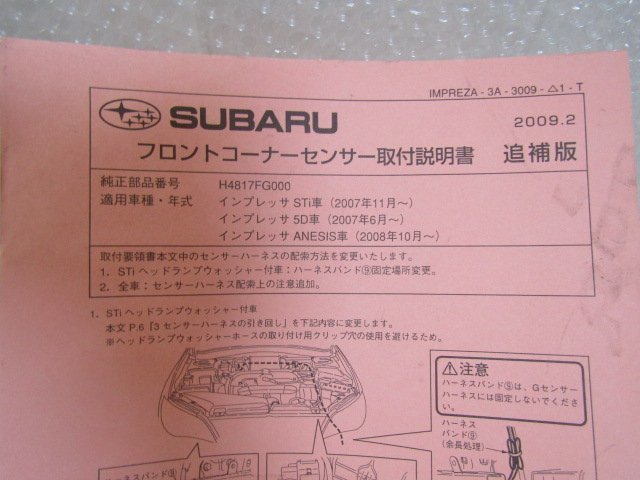 IMPREZA - 3A - 3009 - △1 - T
SUBARU
2009.2
フロントコーナーセンサー取付説明書 追補版
純正部品番号 H4817FG000
適用車種・年式 インプレッサ STi車（2007年11月～）
インプレッサ 5D車（2007年6月～）
インプレッサ ANESIS車（2008年10月～）
取付要領書本文中のセンサーハーネスの配索方法を変更いたします。
1．STiヘッドランプウォッシャー付車：ハーネスバンド⑨固定場所変更。
2．全車：センサーハーネス配索上の注意追加。
1．STiヘッドランプウォッシャー付車
本文 P.6「3 センサーハーネスの引き回し」を下記内容に変更します。
※ヘッドランプウォッシャーホースの取り付け用クリップ穴の使用を避けるため。
⚠注意
ハーネスバンド⑨は、Gセンサー
ハーネスには固定しないでくださ
い。
ハーネス
バンド⑨
（余長処理）
ハーネスバンド⑨